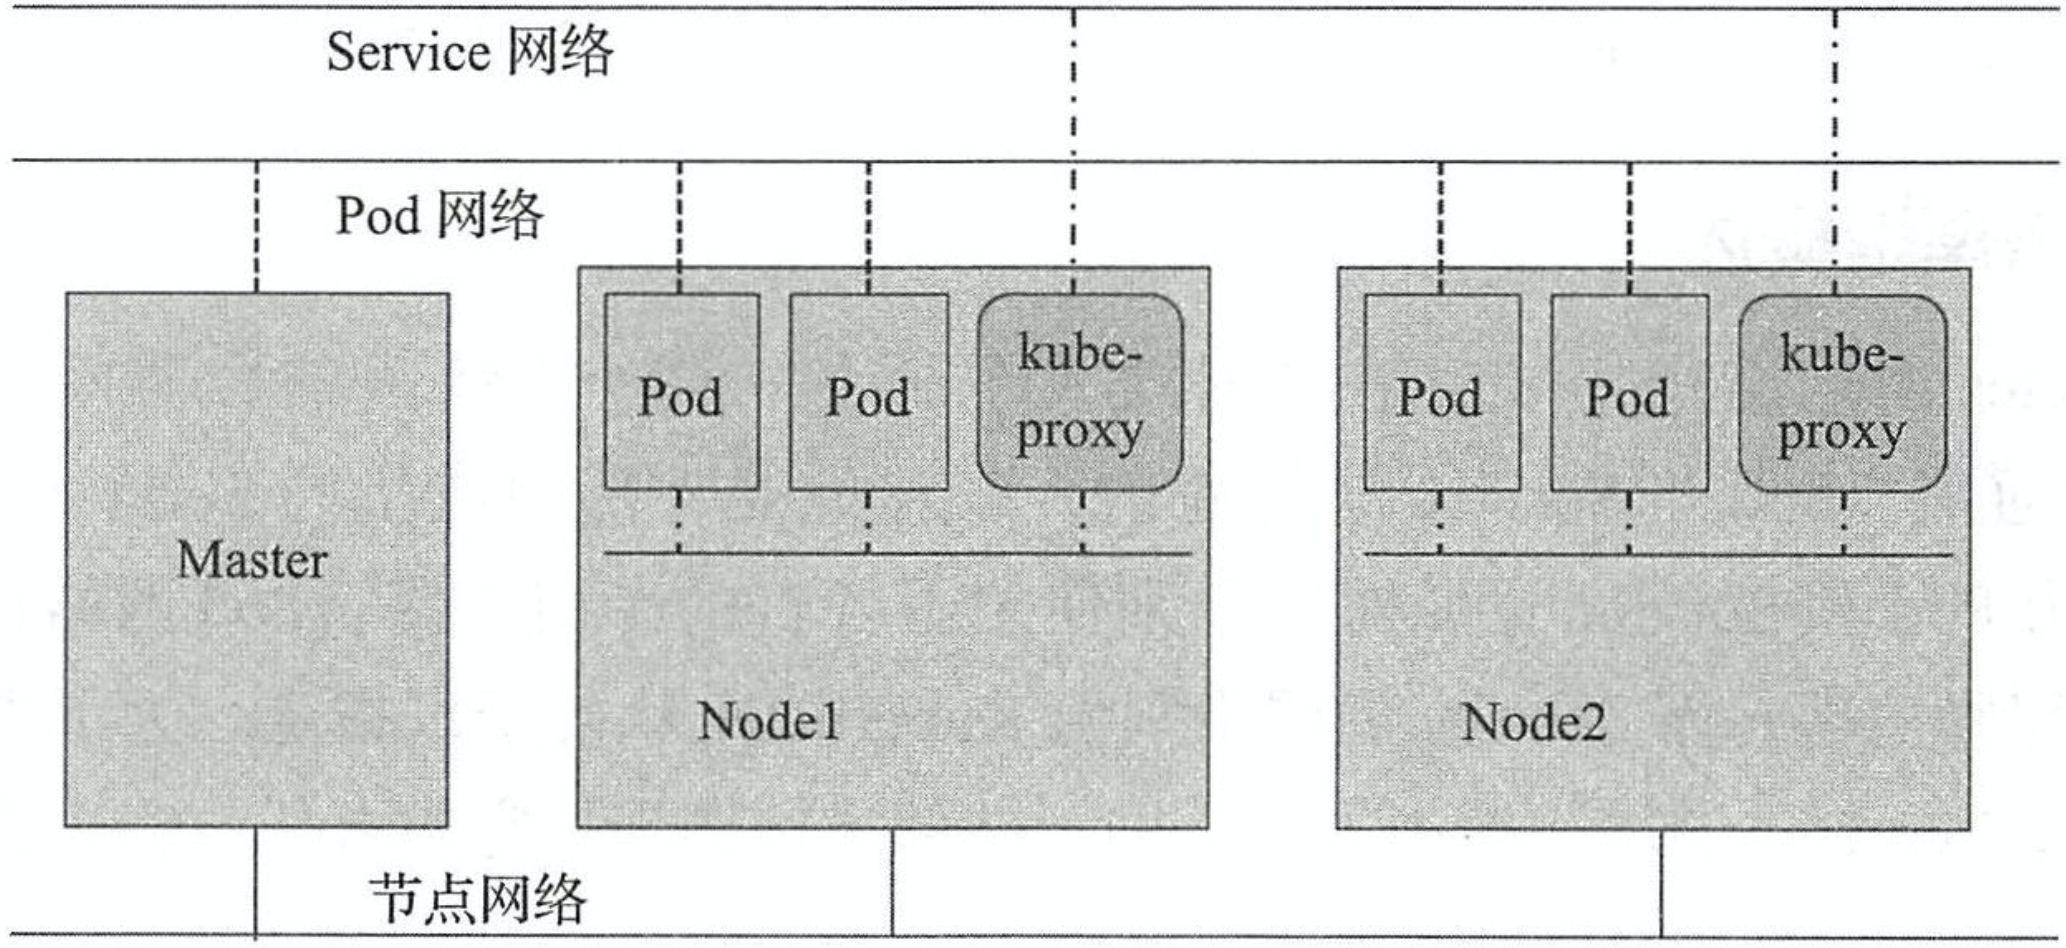 Service 网络
Pod 网络
Master
Pod
Pod
kube-
proxy
Node1
Pod
Pod
kube-
proxy
Node2
节点网络